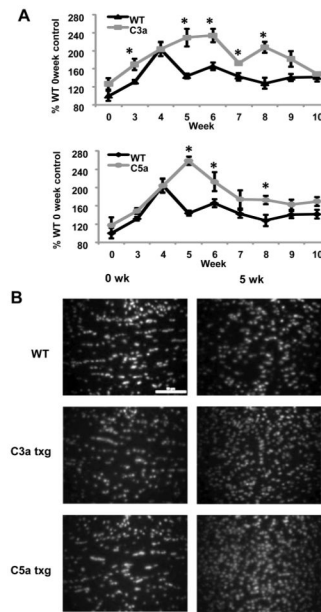 A
% WT 0week control
280
240
200
160
120
80
WT
C3a
* * * * * *
0 3 4 5 6 7 8 9 10
Week
% WT 0 week control
280
240
200
160
120
80
WT
C5a
* * *
0 3 4 5 6 7 8 9 10
Week
0 wk 5 wk
B
WT
C3a txg
C5a txg